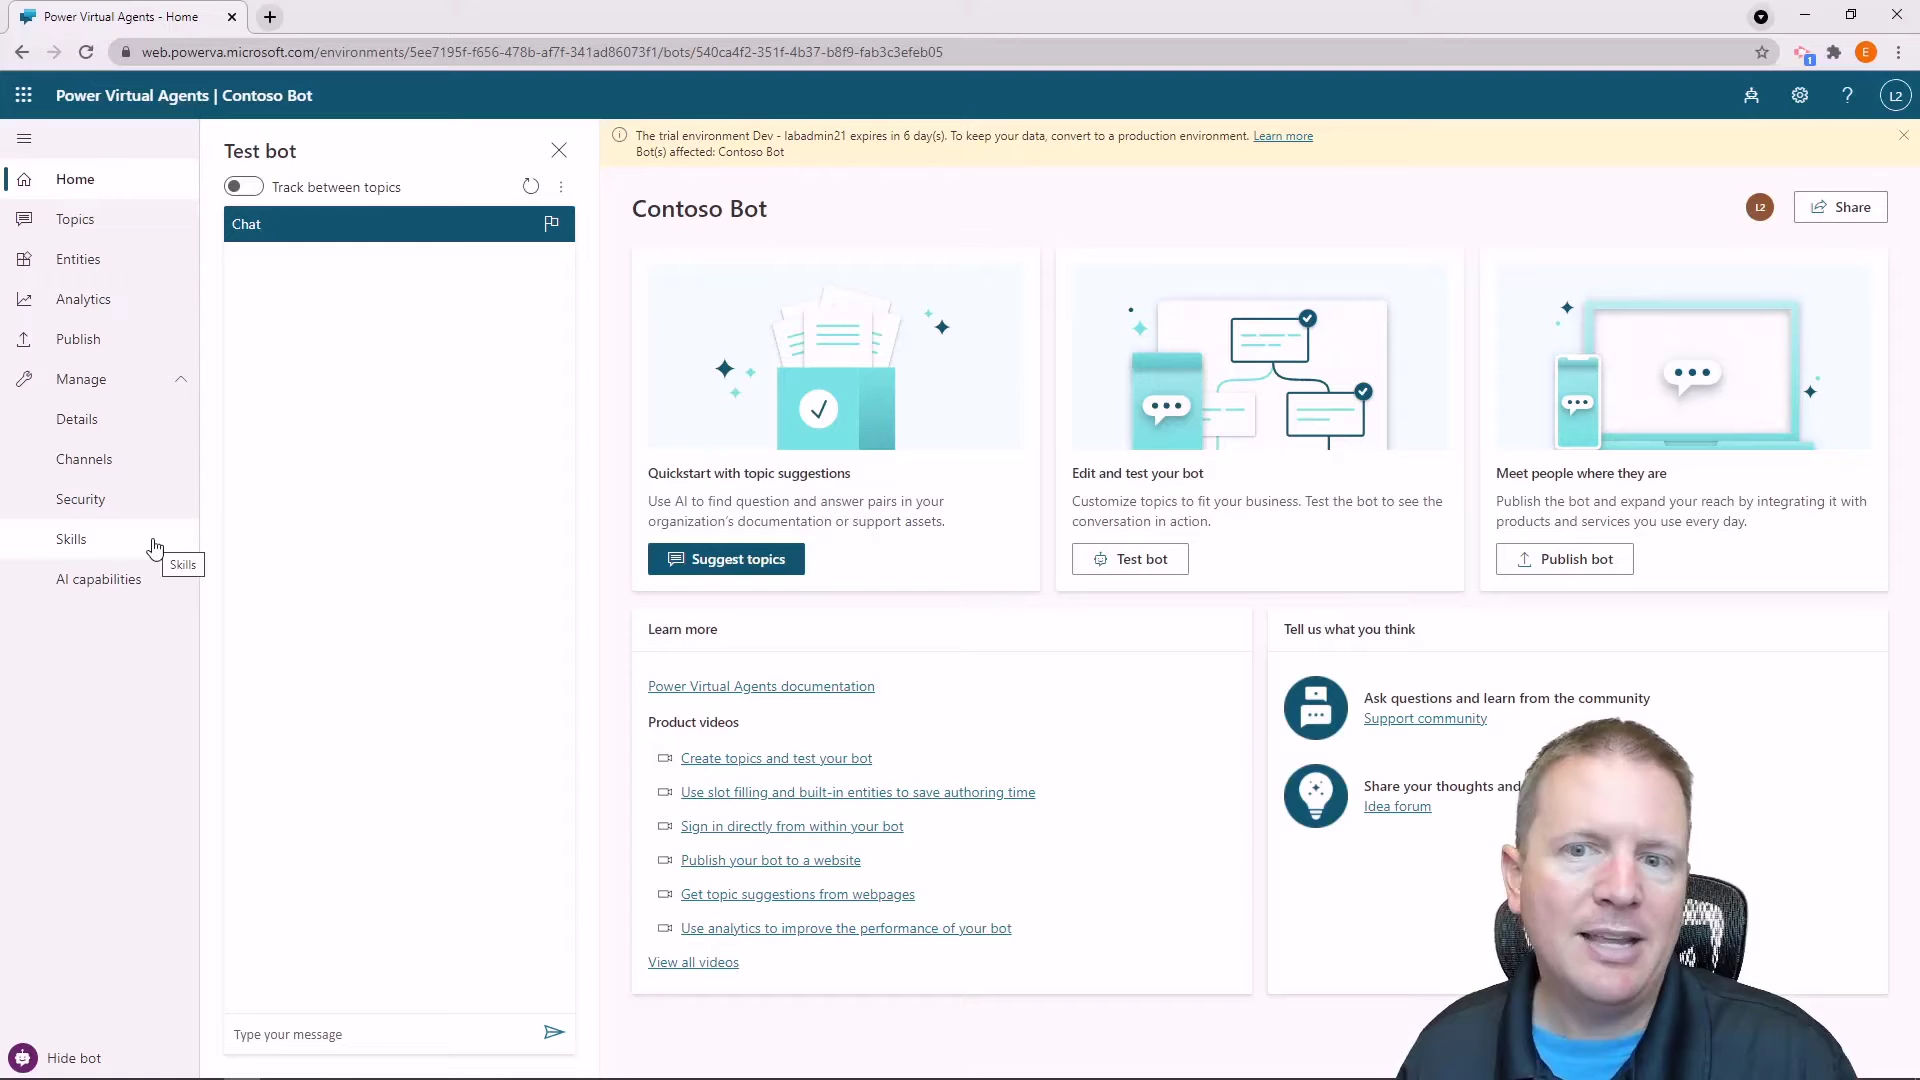 Power Virtual Agents - Home
web.powerva.microsoft.com/environments/5ee7195f-f656-478b-af7f-341ad86073f1/bots/540ca4f2-351f-4b37-b8f9-fab3c3efeb05
1
E
Power Virtual Agents | Contoso Bot
L2
Home
Topics
Entities
Analytics
Publish
Manage
Details
Channels
Security
Skills
Skills
AI capabilities
Hide bot
Test bot
Track between topics
Chat
Type your message
The trial environment Dev - labadmin21 expires in 6 day(s). To keep your data, convert to a production environment. Learn more
Bot(s) affected: Contoso Bot
Contoso Bot
L2
Share
Quickstart with topic suggestions
Use AI to find question and answer pairs in your
organization's documentation or support assets.
Suggest topics
Edit and test your bot
Customize topics to fit your business. Test the bot to see the
conversation in action.
Test bot
Meet people where they are
Publish the bot and expand your reach by integrating it with
products and services you use every day.
Publish bot
Learn more
Power Virtual Agents documentation
Product videos
Create topics and test your bot
Use slot filling and built-in entities to save authoring time
Sign in directly from within your bot
Publish your bot to a website
Get topic suggestions from webpages
Use analytics to improve the performance of your bot
View all videos
Tell us what you think
Ask questions and learn from the community
Support community
Share your thoughts and
Idea forum